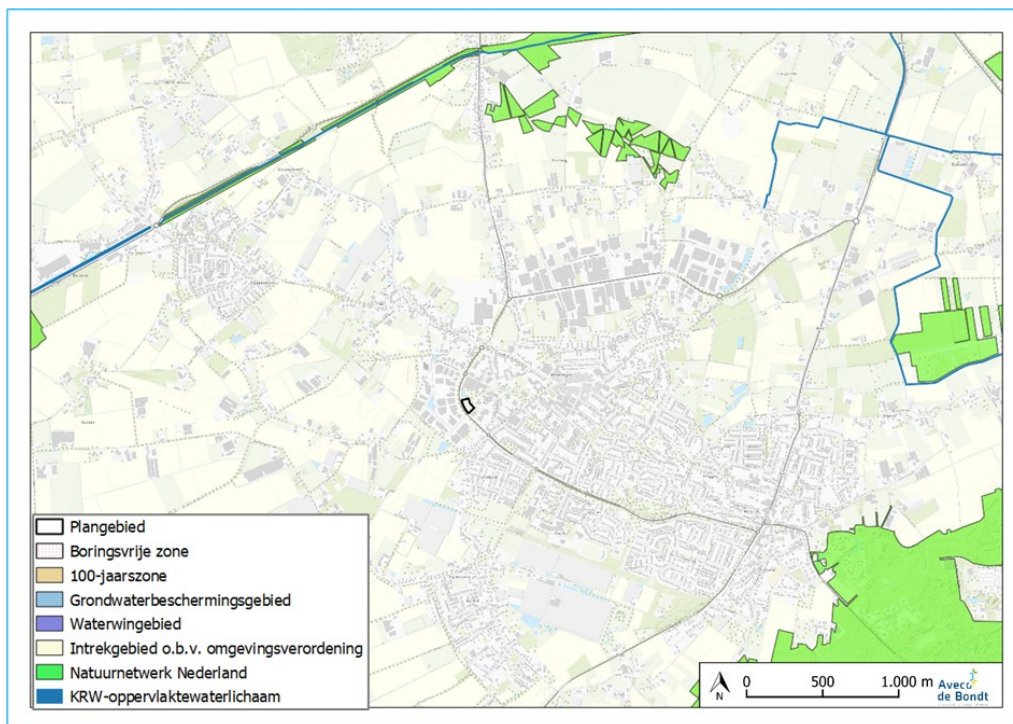 Plangebied
Boringsvrije zone
100-jaarszone
Grondwaterbeschermingsgebied
Waterwingebied
Intrekgebied o.b.v. omgevingsverordening
Natuurnetwerk Nederland
KRW-oppervlaktewaterlichaam
N
0 500 1.000 m
Aveco
de Bondt